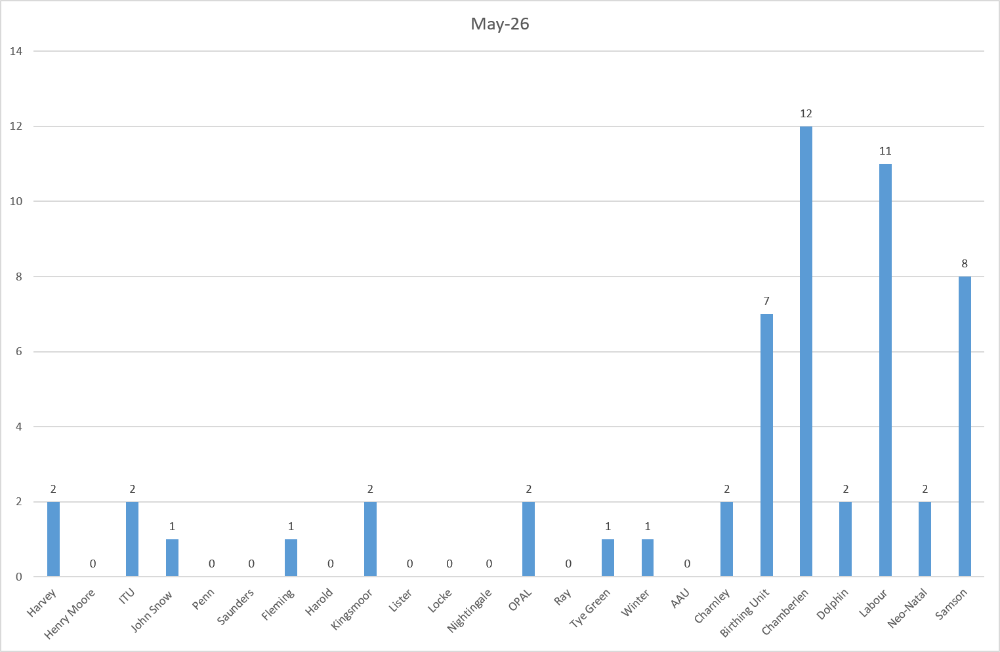 May-26
14
12
10
8
6
4
2
0
2
0
2
1
0
0
1
0
2
0
0
0
2
0
1
1
0
2
7
12
2
11
2
8
Harvey
Henry Moore
ITU
John Snow
Penn
Saunders
Fleming
Harold
Kingsmoor
Lister
Locke
Nightingale
OPAL
Ray
Tye Green
Winter
AAU
Charnley
Birthing Unit
Chamberlen
Dolphin
Labour
Neo-Natal
Samson